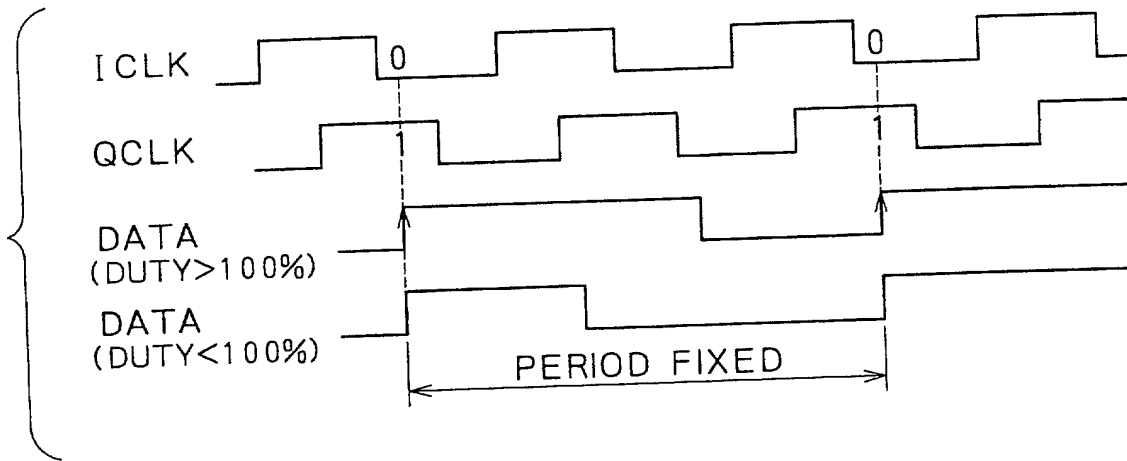 ICLK
0
0
QCLK
1
1
DATA
(DUTY>100%)
DATA
(DUTY<100%)
PERIOD FIXED